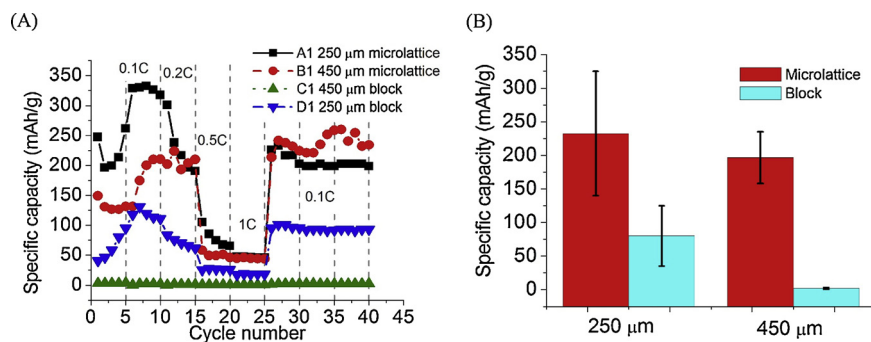 (A)
A1 250 μm microlattice
B1 450 μm microlattice
C1 450 μm block
D1 250 μm block
0.1C
0.2C
0.5C
1C
0.1C
350
300
250
200
150
100
50
0
Specific capacity (mAh/g)
0 5 10 15 20 25 30 35 40 45
Cycle number
(B)
Microlattice
Block
350
300
250
200
150
100
50
0
Specific capacity (mAh/g)
250 μm 450 μm